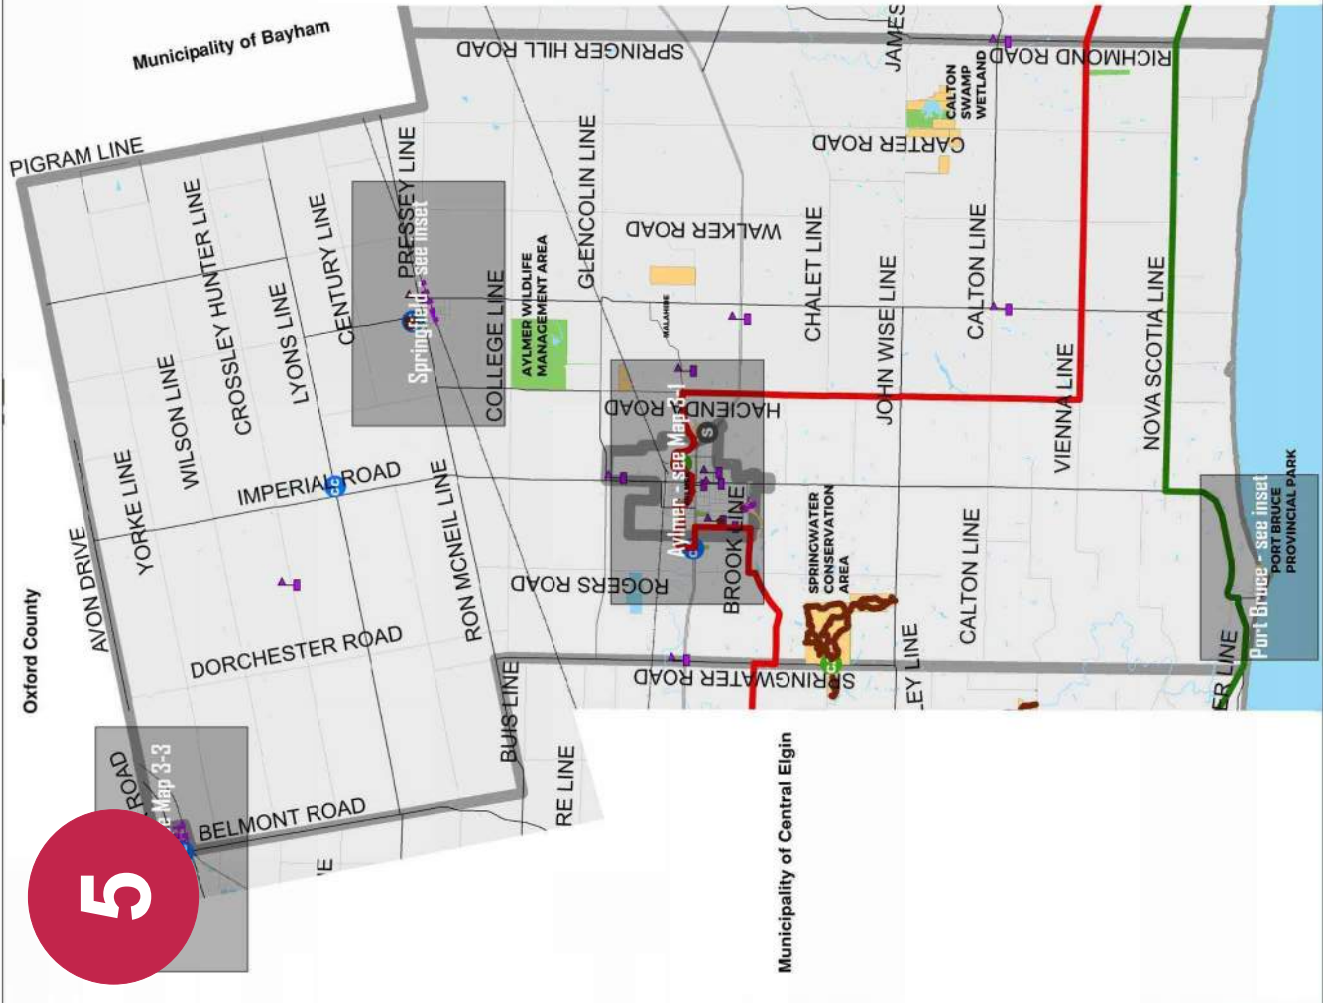 Municipality of Bayham
PIGRAM LINE
SPRINGER HILL ROAD
JAMES
RICHMOND ROAD
CALTON
SWAMP
WETLAND
CARTER ROAD
PRESSEY LINE
GLENCOLIN LINE
WALKER ROAD
CROSSLEY HUNTER LINE
CENTURY LINE
Springfield - see inset
COLLEGE LINE
AYLMER WILDLIFE
MANAGEMENT AREA
MALAHIDE
CHALET LINE
JOHN WISE LINE
CALTON LINE
NOVA SCOTIA LINE
LYONS LINE
WILSON LINE
YORKE LINE
IMPERIAL ROAD
CC
RON MCNEIL LINE
HACIENDA ROAD
Aylmer - see Map 3-1
S
VIENNA LINE
BROOK LINE
SPRINGWATER
CONSERVATION
AREA
CALTON LINE
Port Bruce - see inset
PORT BRUCE
PROVINCIAL PARK
Oxford County
AVON DRIVE
DORCHESTER ROAD
ROGERS ROAD
BUIS LINE
SPRINGWATER ROAD
LEY LINE
ER LINE
ROAD
e Map 3-3
BELMONT ROAD
RE LINE
Municipality of Central Elgin
5